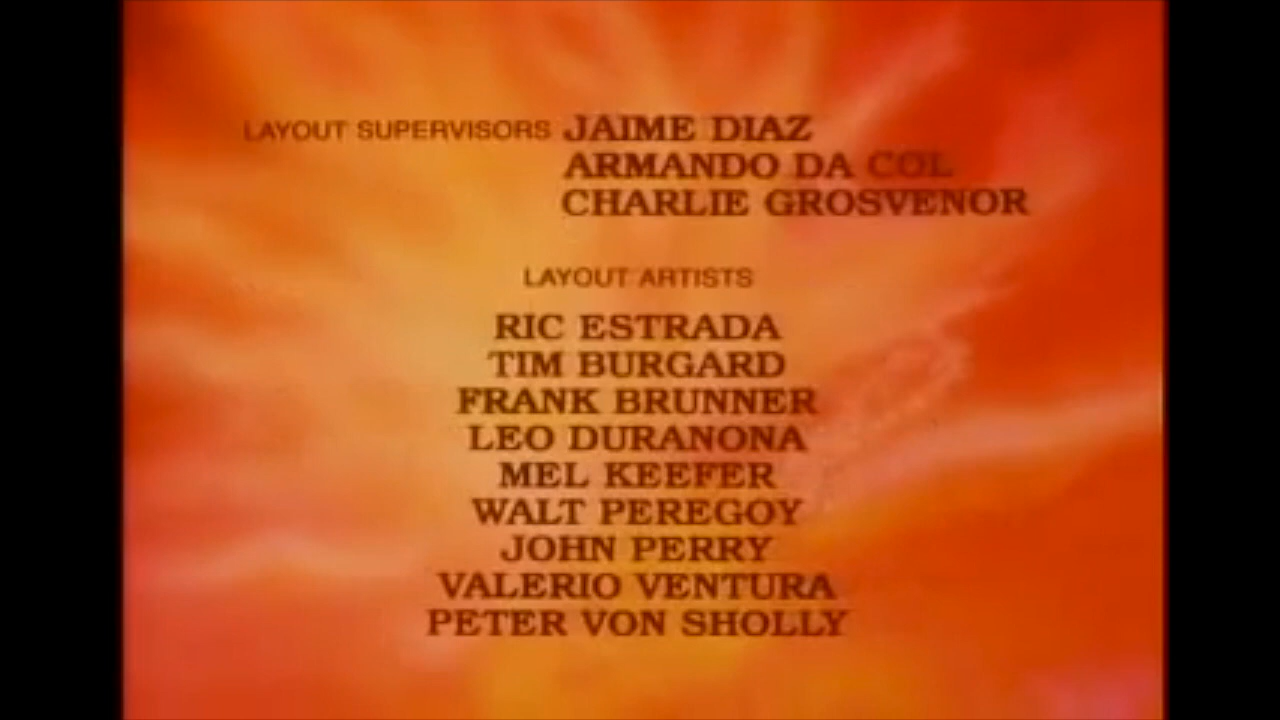 LAYOUT SUPERVISORS JAIME DIAZ
ARMANDO DA COL
CHARLIE GROSVENOR
LAYOUT ARTISTS
RIC ESTRADA
TIM BURGARD
FRANK BRUNNER
LEO DURANONA
MEL KEEFER
WALT PEREGOY
JOHN PERRY
VALERIO VENTURA
PETER VON SHOLLY